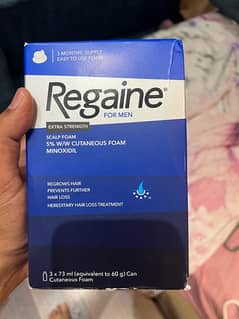 3 MONTHS' SUPPLY
EASY TO USE FOAM
Regaine®
FOR MEN
EXTRA STRENGTH
SCALP FOAM
5% W/W CUTANEOUS FOAM
MINOXIDIL
REGROWS HAIR
PREVENTS FURTHER
HAIR LOSS
HEREDITARY HAIR LOSS TREATMENT
3 x 73 ml (equivalent to 60 g) Can
Cutaneous Foam